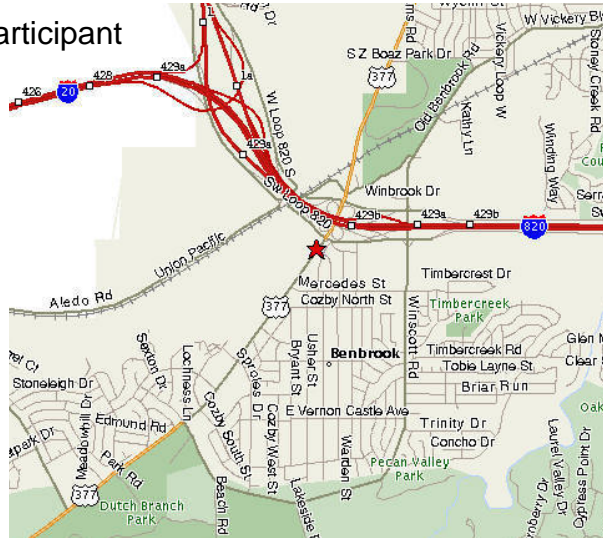 articipant
Dr
ms Rd
Wyclin St
W Vickery Bl
S Z Boaz Park Dr
377
Old Benbrook Rd
Vickery Loop W
Stoney Creek Rd
Kathy Ln
Winding Way
1
426
20
428
429a
1a
W Loop 820 S
429a
SW Loop 820
Winbrook Dr
429b
429a
429b
820
Union Pacific
Aledo Rd
Mercedes St
Cozby North St
377
Timbercrest Dr
Timbercreek
Park
Winscott Rd
Usher St
Bryant St
Benbrook
Timbercreek Rd
Tobie Layne St
Briar Run
Glen
Clear
Sexton Dr
Lochness Ln
Stoneleigh Dr
Sproles Dr
Meadowhill Dr
Edmund Rd
Cozby South St
Cozby West St
E Vernon Castle Ave
Warden St
Trinity Dr
Concho Dr
Oak
Park Rd
377
Dutch Branch
Park
Beach Rd
Lakeside
Pecan Valley
Park
Laurel Valley Dr
Cypress Point Dr